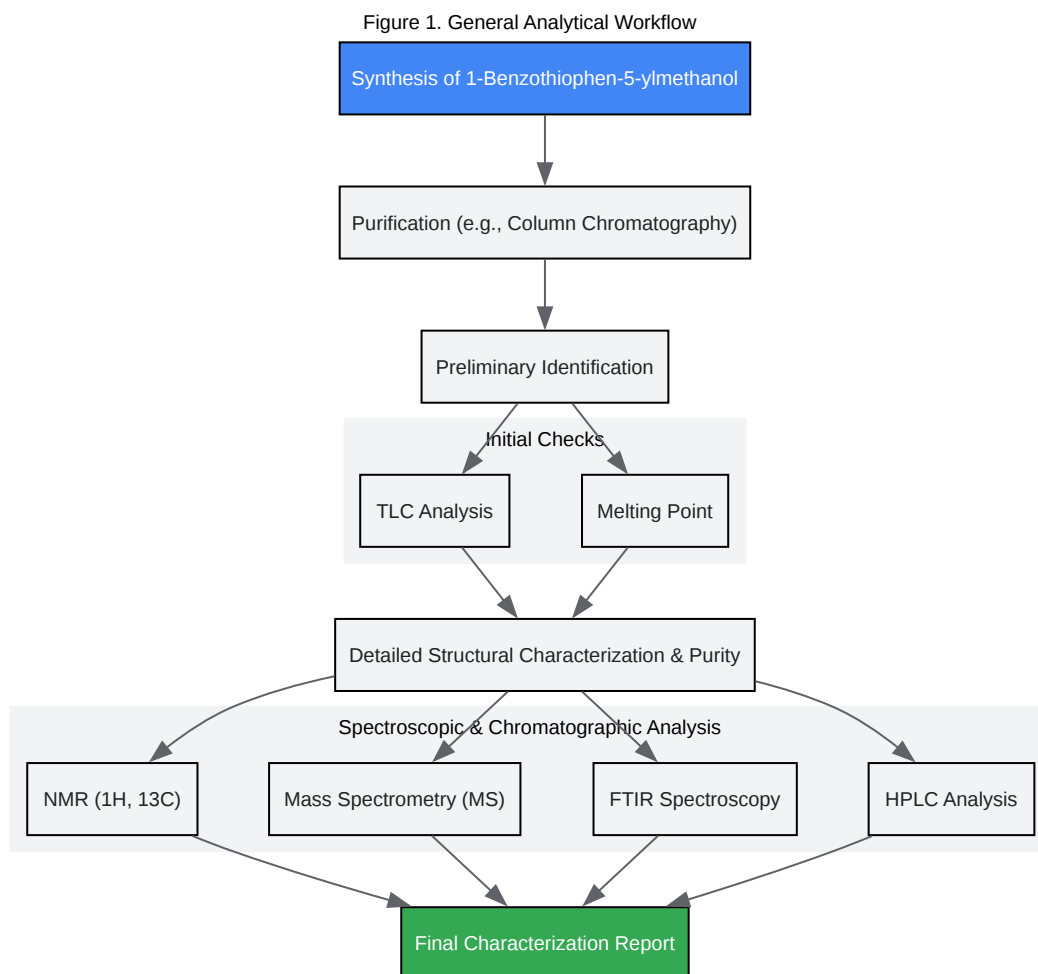 Figure 1. General Analytical Workflow
Synthesis of 1-Benzothiophen-5-ylmethanol
Purification (e.g., Column Chromatography)
Preliminary Identification
Initial Checks
TLC Analysis
Melting Point
Detailed Structural Characterization & Purity
Spectroscopic & Chromatographic Analysis
NMR (1H, 13C)
Mass Spectrometry (MS)
FTIR Spectroscopy
HPLC Analysis
Final Characterization Report